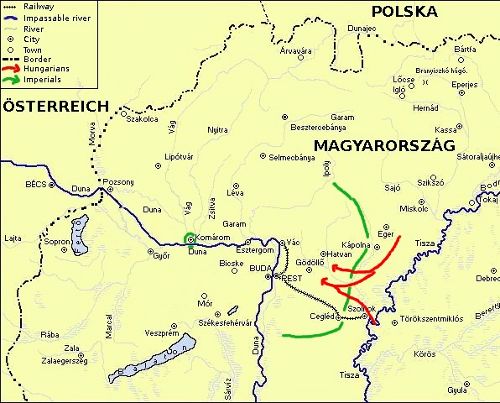 Railway
Impassable river
River
City
Town
Border
Hungarians
Imperials
POLSKA
Dunajec
Árvavára
Bártfa
Branyiszkó hágó
Lőcse
Igló
Eperjes
Hernád
ÖSTERREICH
Morva
Szakolca
Vág
Nyitra
Garam
Besztercebánya
Kassa
MAGYARORSZÁG
Lipótvár
Selmecbánya
Ipoly
Sátoraljaújhe
BÉCS
Duna
Pozsony
Léva
Sajó
Szikszó
Miskolc
Tokaj
Duna
Vág
Zsitva
Garam
Lajta
Sopron
Komárom
Duna
Esztergom
Vác
Kápolna
Eger
Tisza
Győr
Hatvan
Gödöllő
Bicske
BUDA
PEST
Debrec
Mór
Székesfehérvár
Cegléd
Szolnok
Törökszentmiklós
Rába
Marcal
Veszprém
Zala
Zalaegerszeg
Duna
Sárvíz
Körös
Tisza
Gyula